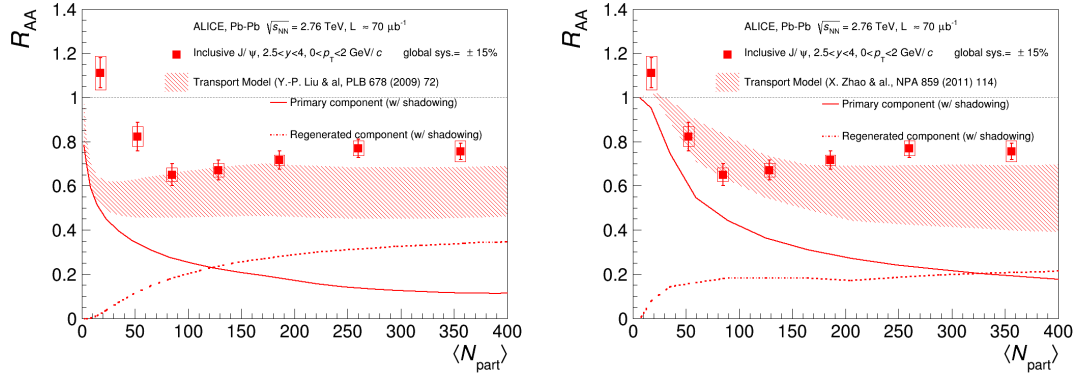 R_AA
1.4
1.2
1
0.8
0.6
0.4
0.2
0
ALICE, Pb-Pb √s_NN = 2.76 TeV, L ≈ 70 μb⁻¹
Inclusive J/ψ, 2.5<y<4, 0<p_T<2 GeV/c global sys.= ± 15%
Transport Model (Y.-P. Liu & al, PLB 678 (2009) 72)
Primary component (w/ shadowing)
Regenerated component (w/ shadowing)
0 50 100 150 200 250 300 350 400
⟨N_part⟩
R_AA
1.4
1.2
1
0.8
0.6
0.4
0.2
0
ALICE, Pb-Pb √s_NN = 2.76 TeV, L ≈ 70 μb⁻¹
Inclusive J/ψ, 2.5<y<4, 0<p_T<2 GeV/c global sys.= ± 15%
Transport Model (X. Zhao & al., NPA 859 (2011) 114)
Primary component (w/ shadowing)
Regenerated component (w/ shadowing)
0 50 100 150 200 250 300 350 400
⟨N_part⟩